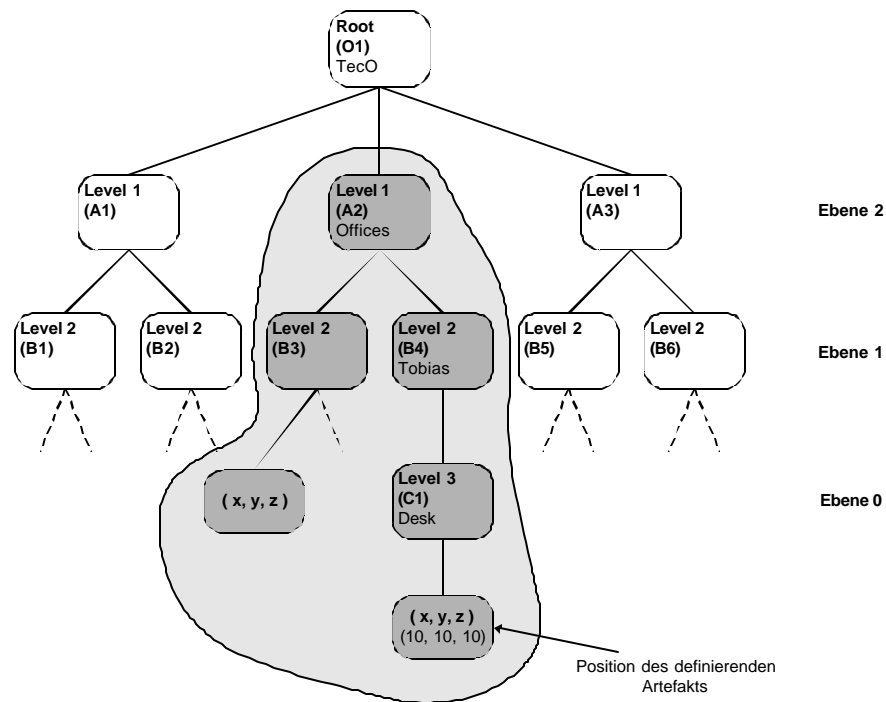 Root
(O1)
TecO
Level 1
(A1)
Level 1
(A2)
Offices
Level 1
(A3)
Ebene 2
Level 2
(B1)
Level 2
(B2)
Level 2
(B3)
Level 2
(B4)
Tobias
Level 2
(B5)
Level 2
(B6)
Ebene 1
( x, y, z )
Level 3
(C1)
Desk
Ebene 0
( x, y, z )
(10, 10, 10)
Position des definierenden
Artefakts